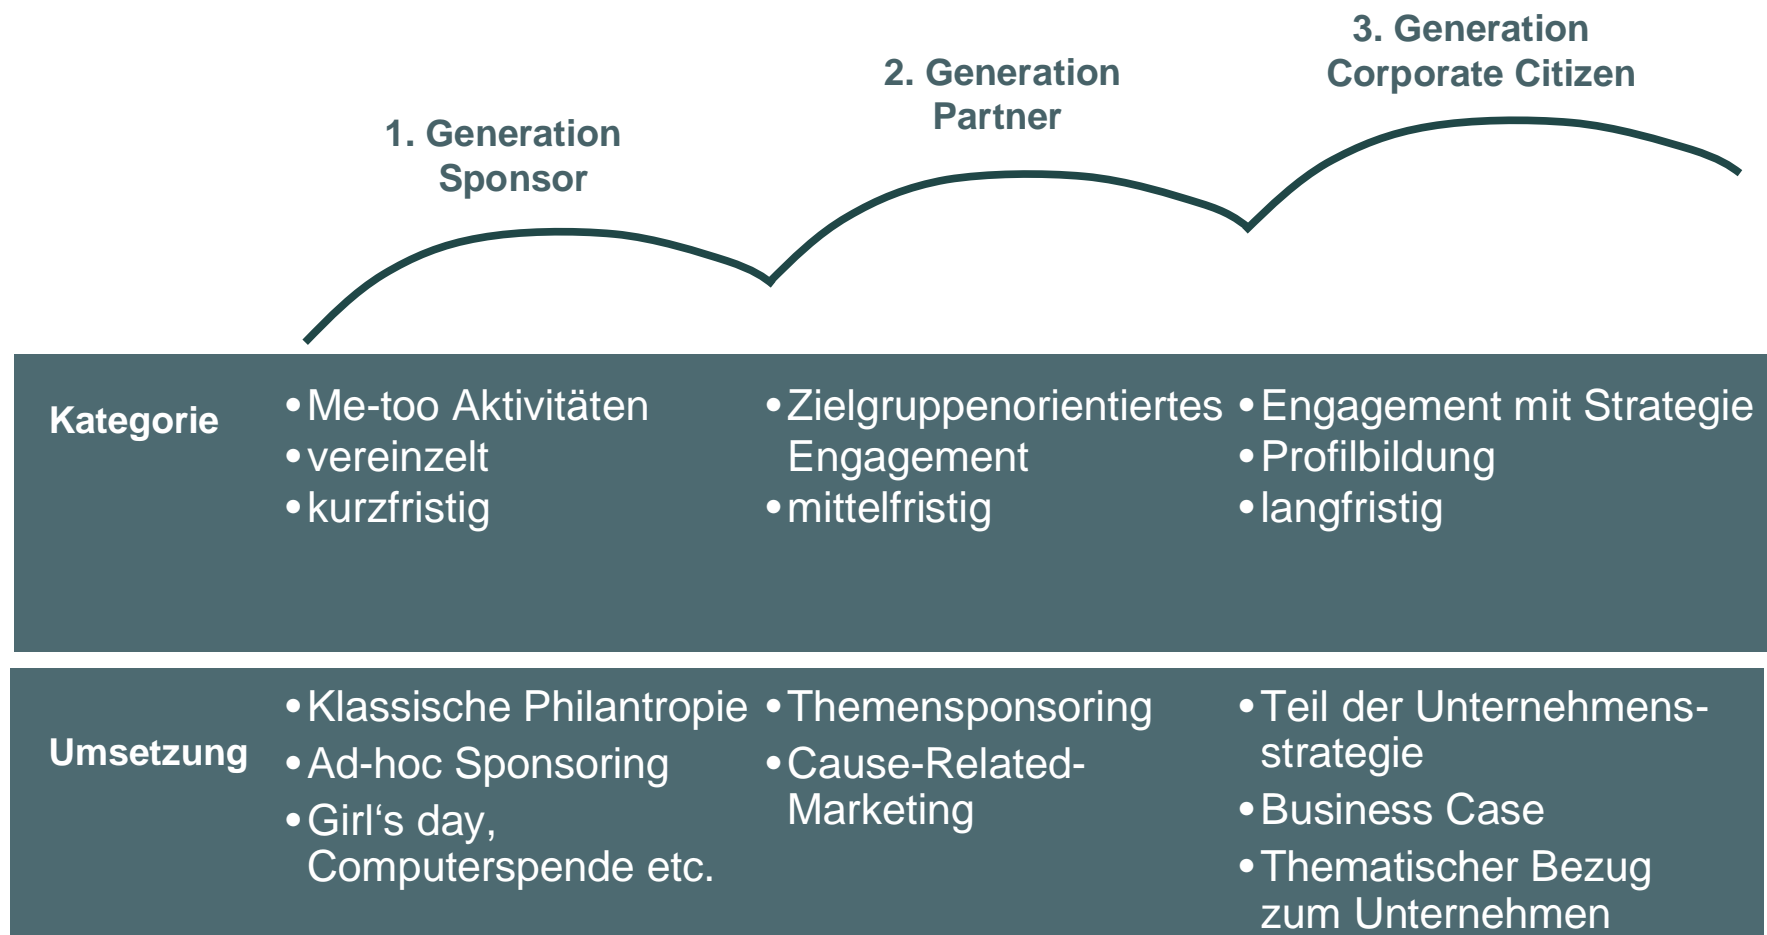 1. Generation
Sponsor
2. Generation
Partner
3. Generation
Corporate Citizen
Kategorie
•Me-too Aktivitäten
•vereinzelt
•kurzfristig
•Zielgruppenorientiertes
Engagement
•mittelfristig
•Engagement mit Strategie
•Profilbildung
•langfristig
Umsetzung
•Klassische Philantropie
•Ad-hoc Sponsoring
•Girl‘s day,
Computerspende etc.
•Themensponsoring
•Cause-Related-
Marketing
•Teil der Unternehmens-
strategie
•Business Case
•Thematischer Bezug
zum Unternehmen